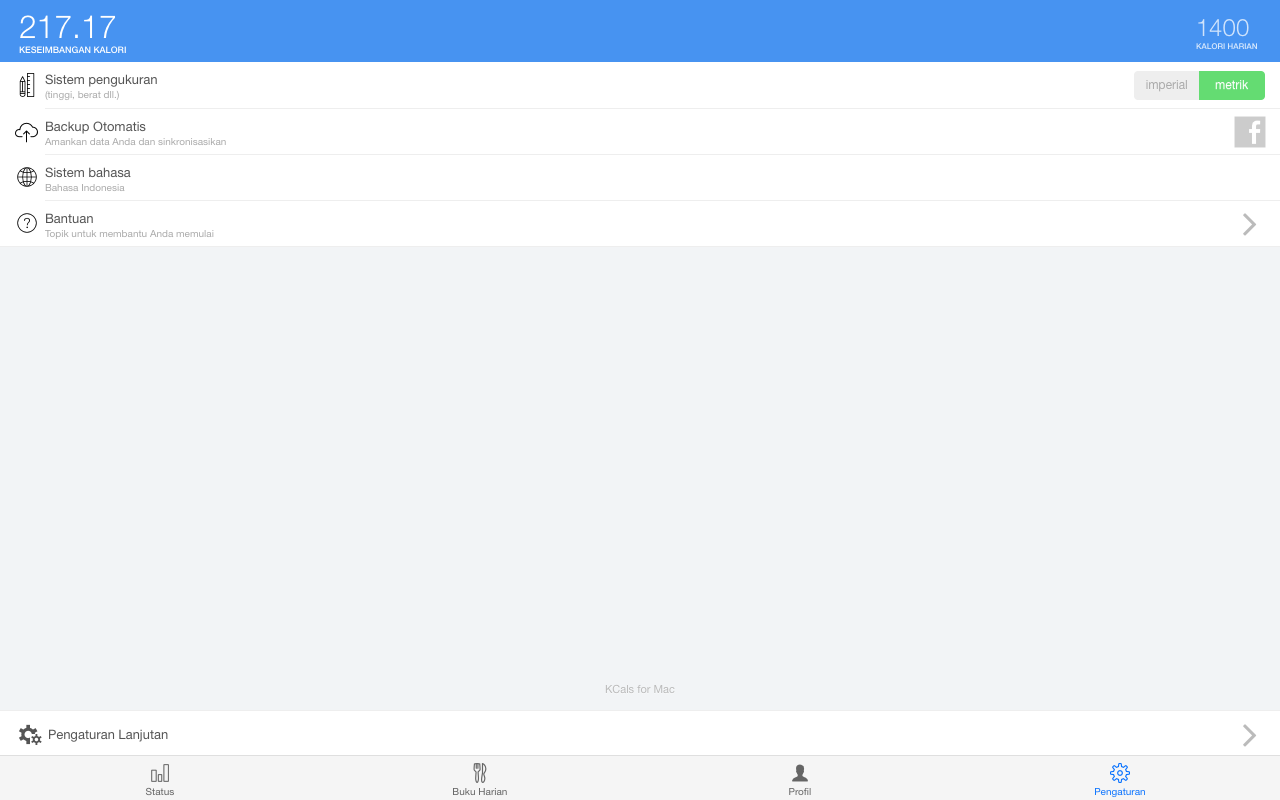 217.17
KESEIMBANGAN KALORI
1400
KALORI HARIAN
Sistem pengukuran
(tinggi, berat dll.)
imperial
metrik
Backup Otomatis
Amankan data Anda dan sinkronisasikan
Sistem bahasa
Bahasa Indonesia
Bantuan
Topik untuk membantu Anda memulai
KCals for Mac
Pengaturan Lanjutan
Status
Buku Harian
Profil
Pengaturan